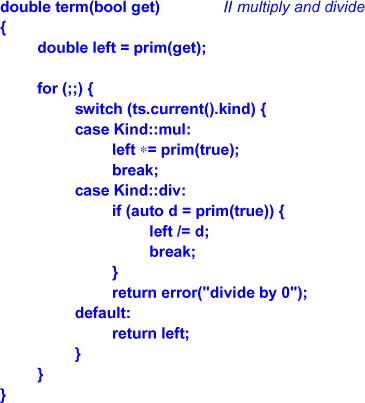 double term(bool get) // multiply and divide
{
double left = prim(get);
for (;;) {
switch (ts.current().kind) {
case Kind::mul:
left *= prim(true);
break;
case Kind::div:
if (auto d = prim(true)) {
left /= d;
break;
}
return error("divide by 0");
default:
return left;
}
}
}